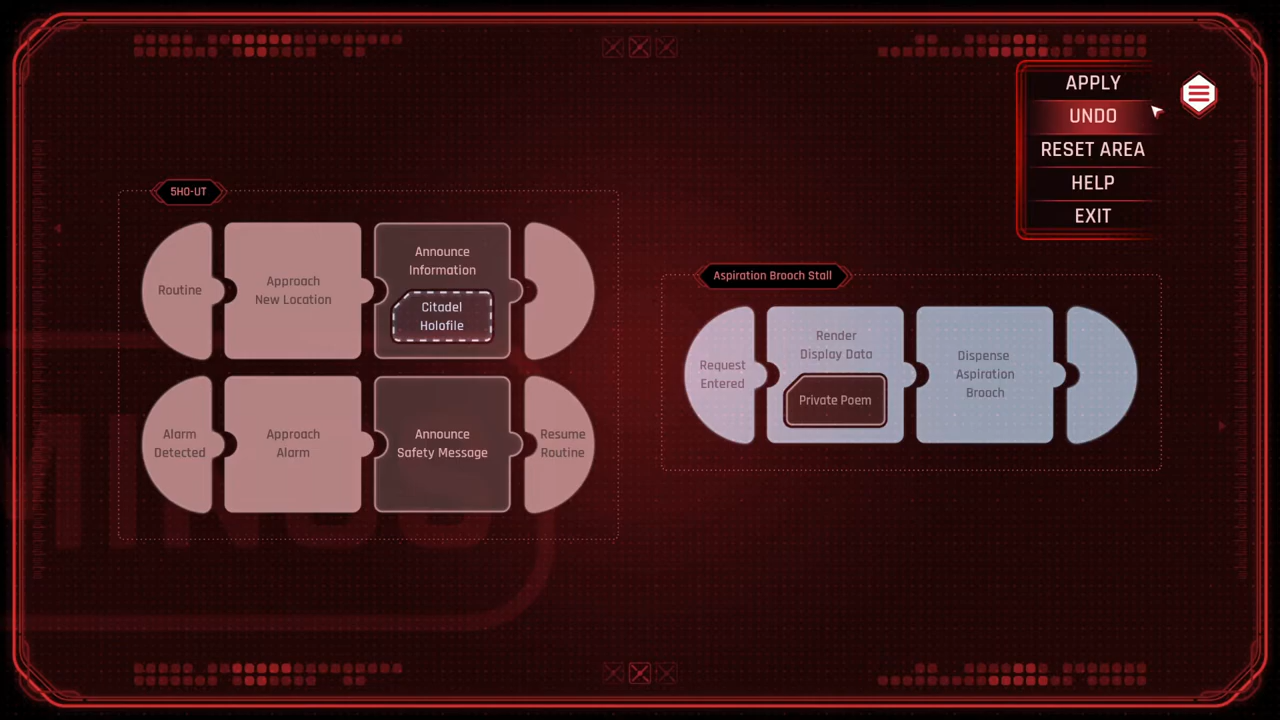 APPLY
UNDO
RESET AREA
HELP
EXIT
5HO-UT
Routine
Approach
New Location
Announce
Information
Citadel
Holofile
Alarm
Detected
Approach
Alarm
Announce
Safety Message
Resume
Routine
Aspiration Brooch Stall
Request
Entered
Render
Display Data
Private Poem
Dispense
Aspiration
Brooch